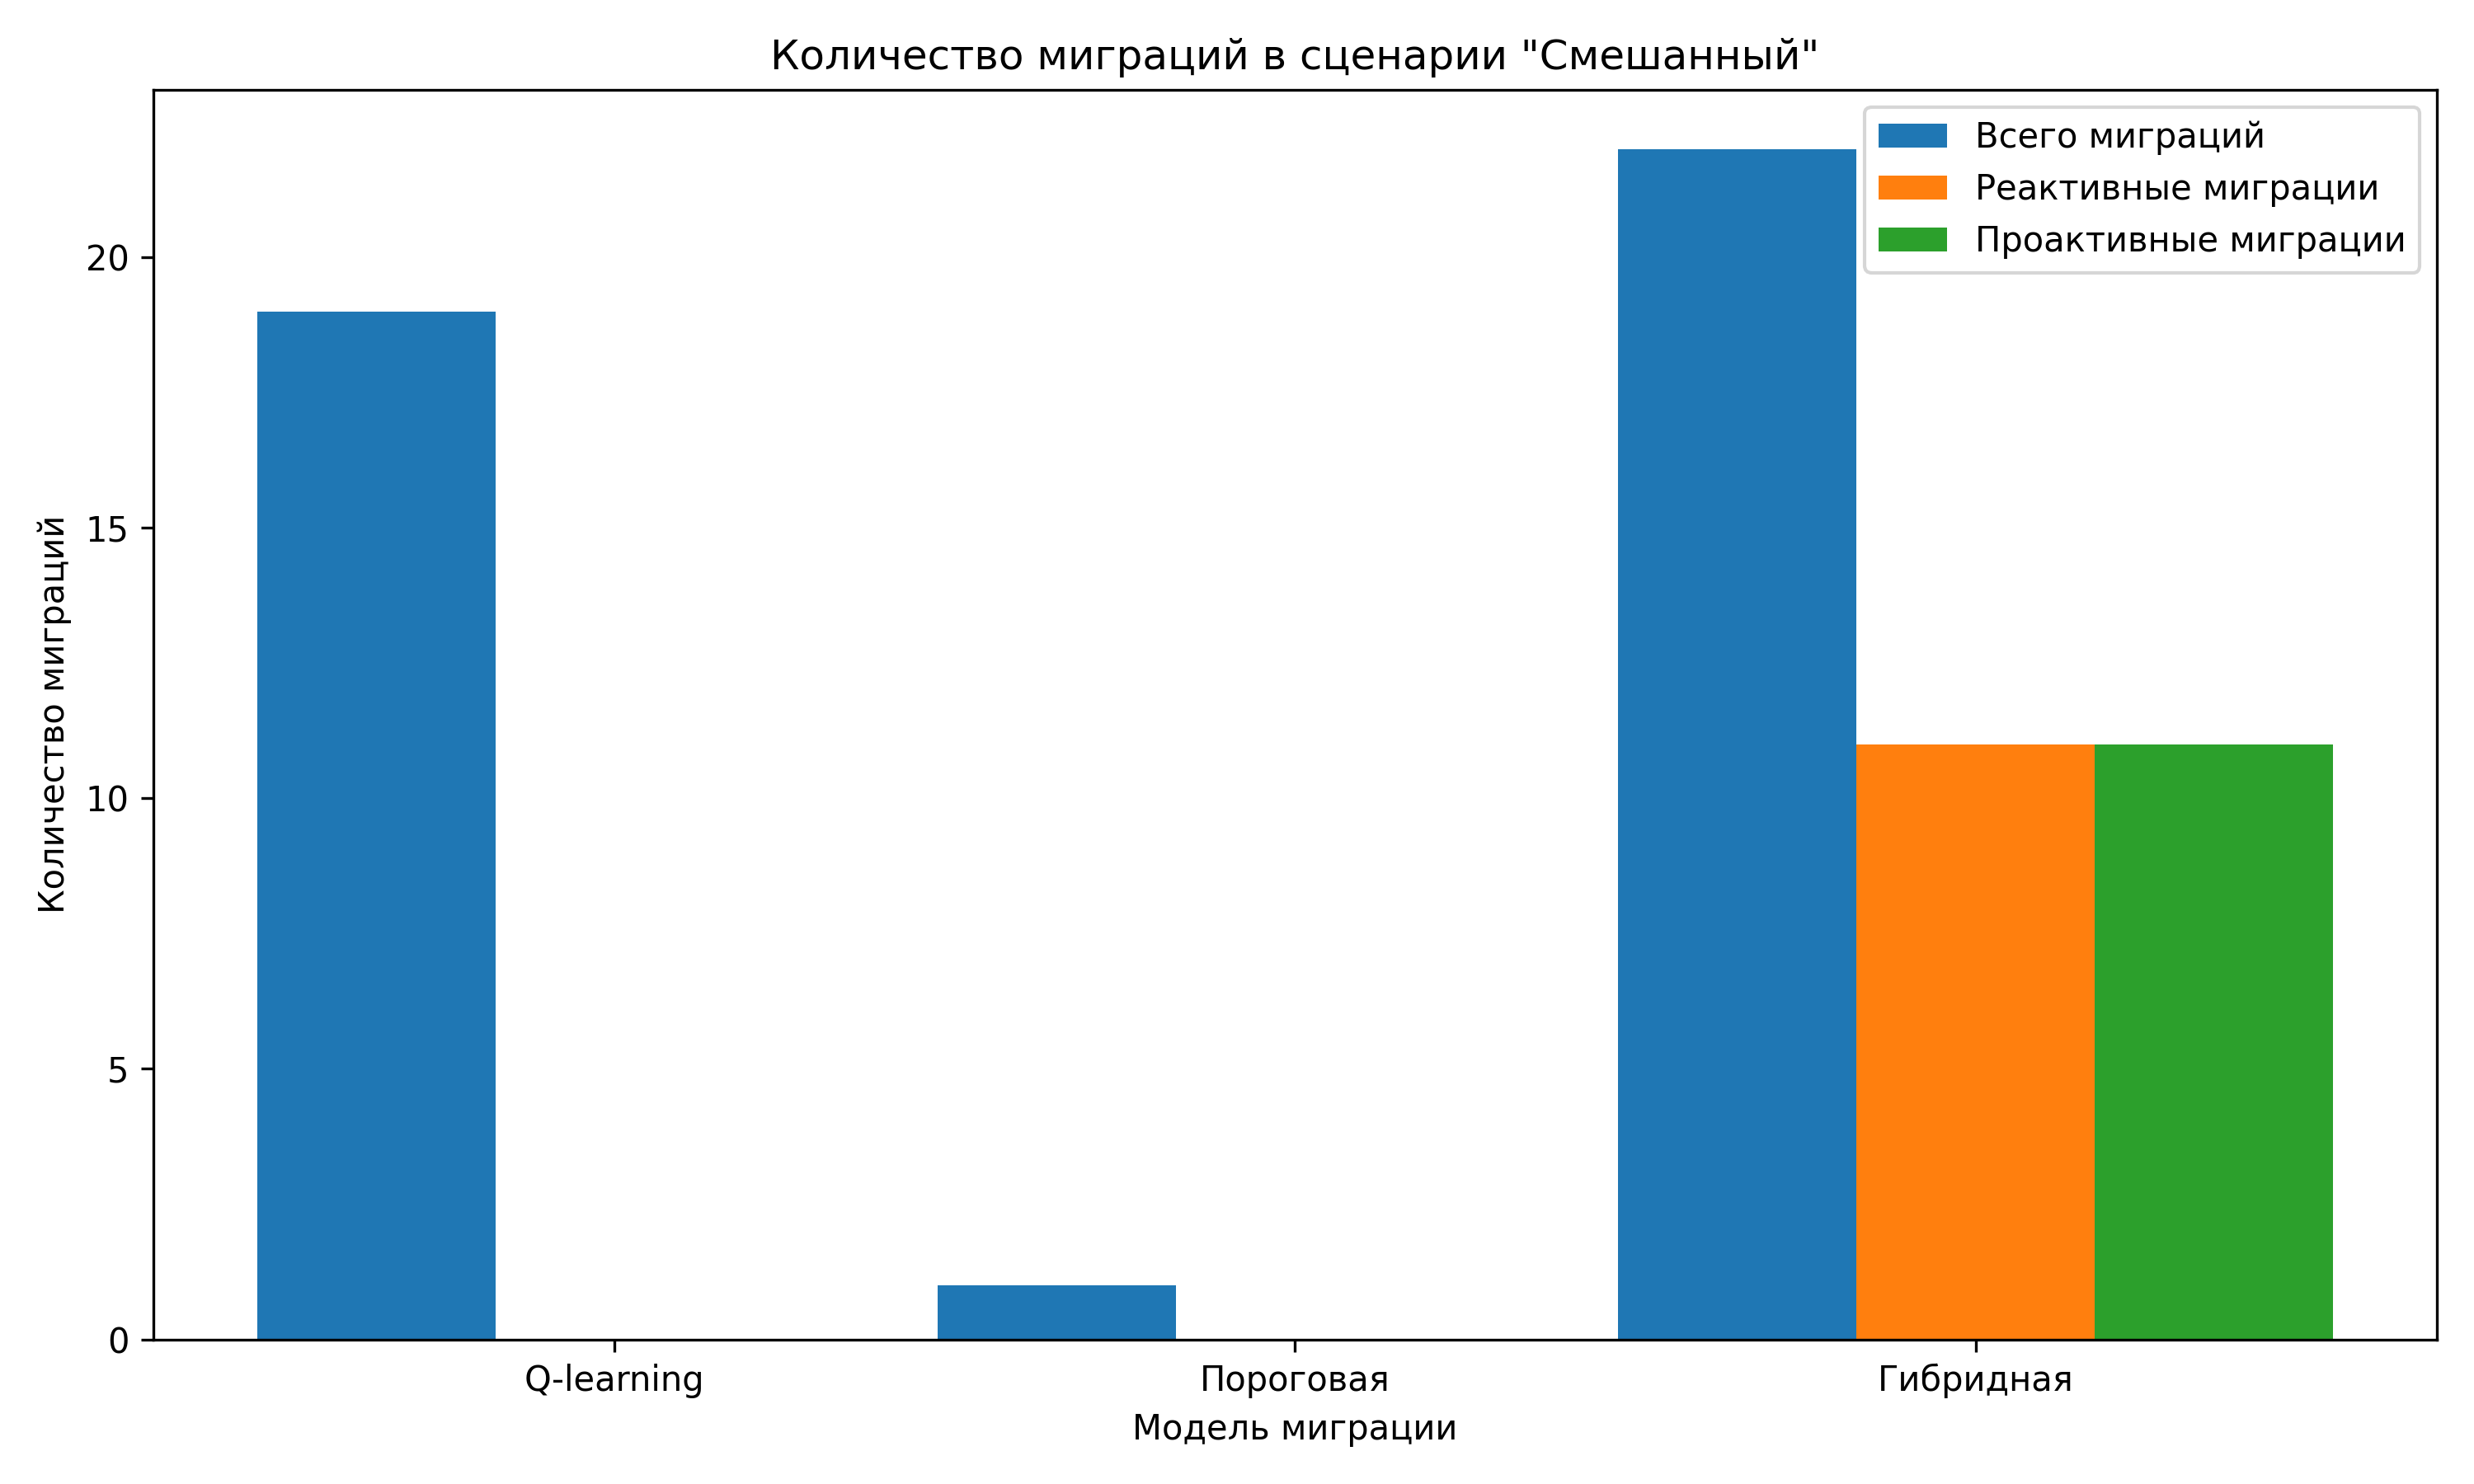 Количество миграций в сценарии "Смешанный"
Всего миграций
Реактивные миграции
Проактивные миграции
Количество миграций
20
15
10
5
0
Q-learning
Пороговая
Гибридная
Модель миграции